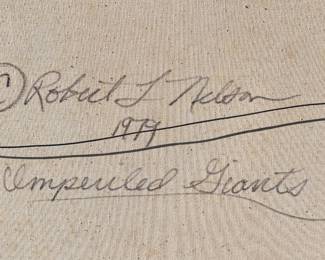 © Robert L Nelson
1979
Imperiled Giants